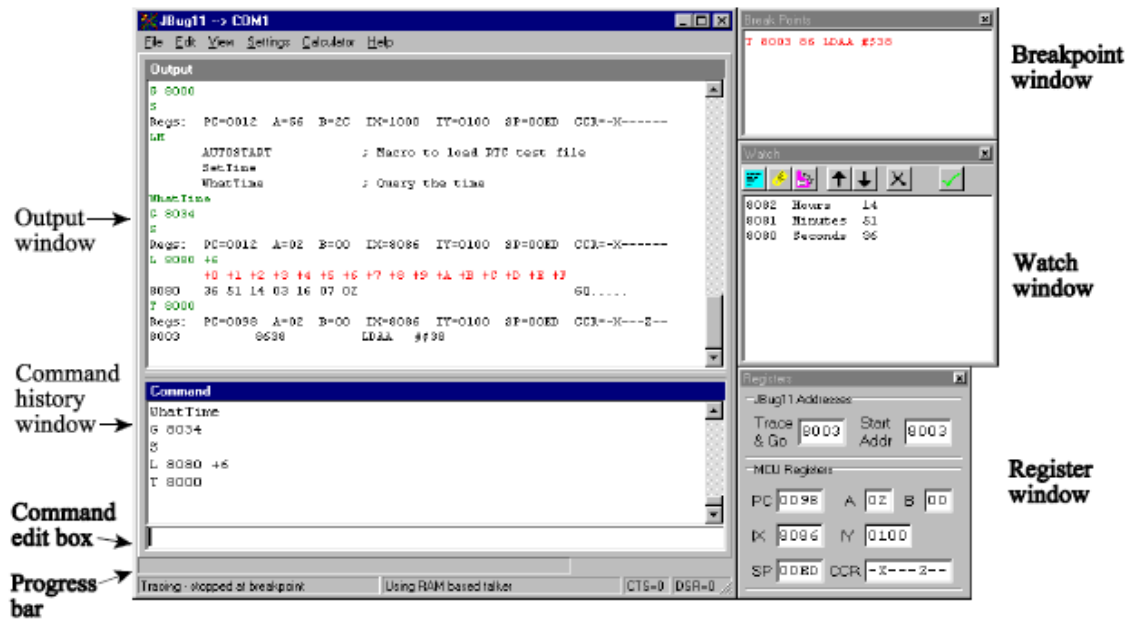 JBug11 --> COM1
File Edit View Settings Calculator Help
Output
G 8000
S
Regs: PC=0012 A=56 B=2C IX=1000 IY=0100 SP=00ED CCR=-X------
LM
AUTOSTART ; Macro to load RTC test file
SetTime
WhatTime ; Query the time
WhatTime
G 8034
S
Regs: PC=0012 A=02 B=00 IX=8086 IY=0100 SP=00ED CCR=-X------
L 8080 +6
+0 +1 +2 +3 +4 +5 +6 +7 +8 +9 +A +B +C +D +E +F
8080 36 51 14 03 16 07 02 6Q.....
T 8000
Regs: PC=0098 A=02 B=00 IX=8086 IY=0100 SP=00ED CCR=-X---Z--
8003 8638 LDAA #$38
Command
WhatTime
G 8034
S
L 8080 +6
T 8000
Tracing - stopped at breakpoint
Using RAM based talker
CTS=0 DSR=0
Break Points
T 8003 86 LDAA #$38
Watch
8082 Hours 14
8081 Minutes 51
8080 Seconds 36
Registers
JBug11 Addresses
Trace & Go 8003 Start Addr 8003
MCU Registers
PC 0098 A 02 B 00
IX 8086 IY 0100
SP 00ED CCR -X---Z--
Output
window
Command
history
window
Command
edit box
Progress
bar
Breakpoint
window
Watch
window
Register
window